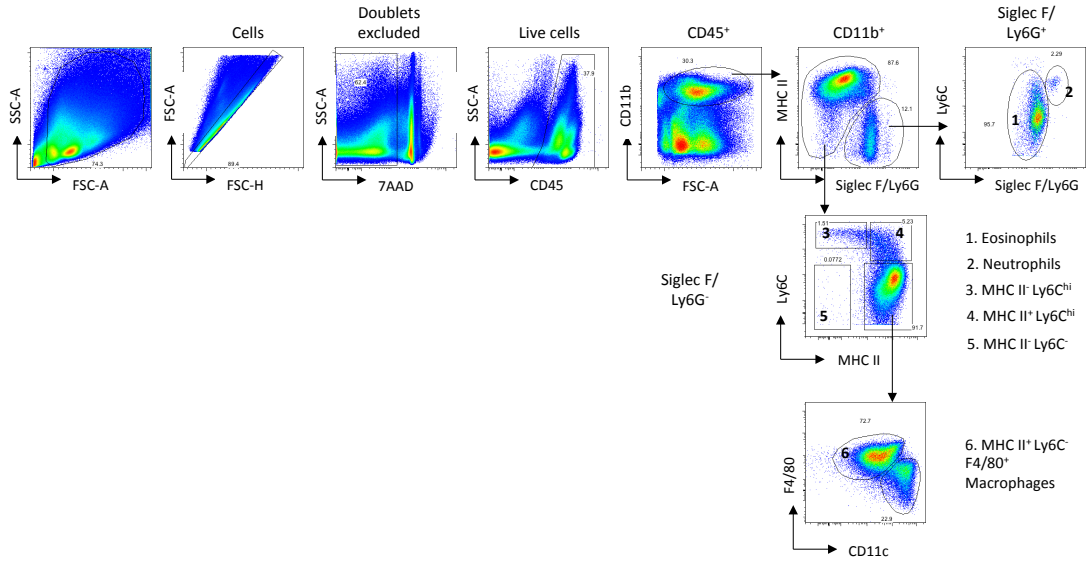 Cells
Doublets
excluded
Live cells
CD45⁺
CD11b⁺
Siglec F/
Ly6G⁺
SSC-A
74.3
FSC-A
FSC-A
89.4
FSC-H
SSC-A
62.4
7AAD
SSC-A
37.9
CD45
CD11b
30.3
FSC-A
MHC II
87.6
12.1
Siglec F/Ly6G
Ly6C
2.29
2
1
95.7
Siglec F/Ly6G
Siglec F/
Ly6G⁻
Ly6C
1.51
3
5.23
4
0.0772
5
91.7
MHC II
1. Eosinophils
2. Neutrophils
3. MHC II⁻ Ly6Cʰⁱ
4. MHC II⁺ Ly6Cʰⁱ
5. MHC II⁻ Ly6C⁻
F4/80
72.7
6
22.9
CD11c
6. MHC II⁺ Ly6C⁻
F4/80⁺
Macrophages